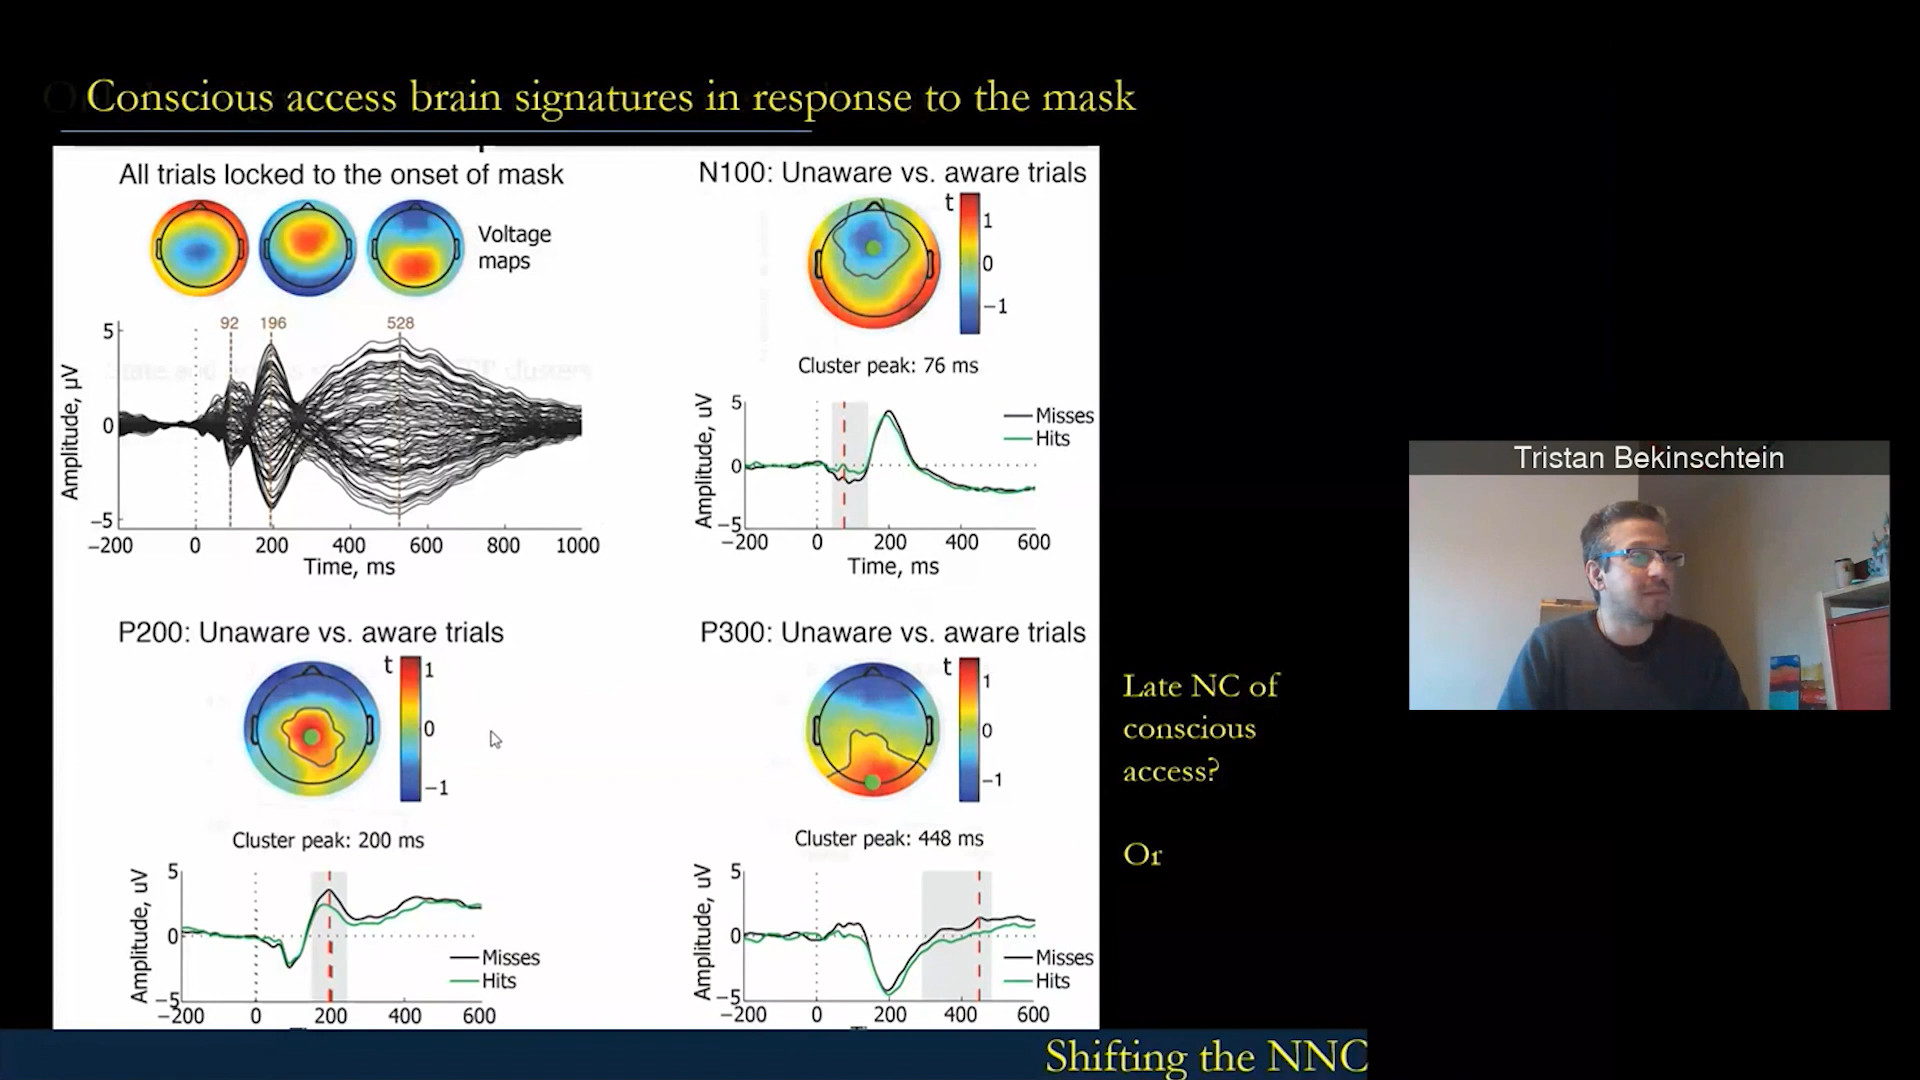 Conscious access brain signatures in response to the mask
All trials locked to the onset of mask
Voltage
maps
92 196 528
5
0
−5
Amplitude, μV
−200 0 200 400 600 800 1000
Time, ms
N100: Unaware vs. aware trials
t
1
0
−1
Cluster peak: 76 ms
5
0
−5
Amplitude, uV
Misses
Hits
−200 0 200 400 600
Time, ms
P200: Unaware vs. aware trials
t
1
0
−1
Cluster peak: 200 ms
5
0
−5
Amplitude, uV
Misses
Hits
−200 0 200 400 600
P300: Unaware vs. aware trials
t
1
0
−1
Cluster peak: 448 ms
5
0
−5
Amplitude, uV
Misses
Hits
−200 0 200 400 600
Late NC of
conscious
access?
Or
Tristan Bekinschtein
Shifting the NNC